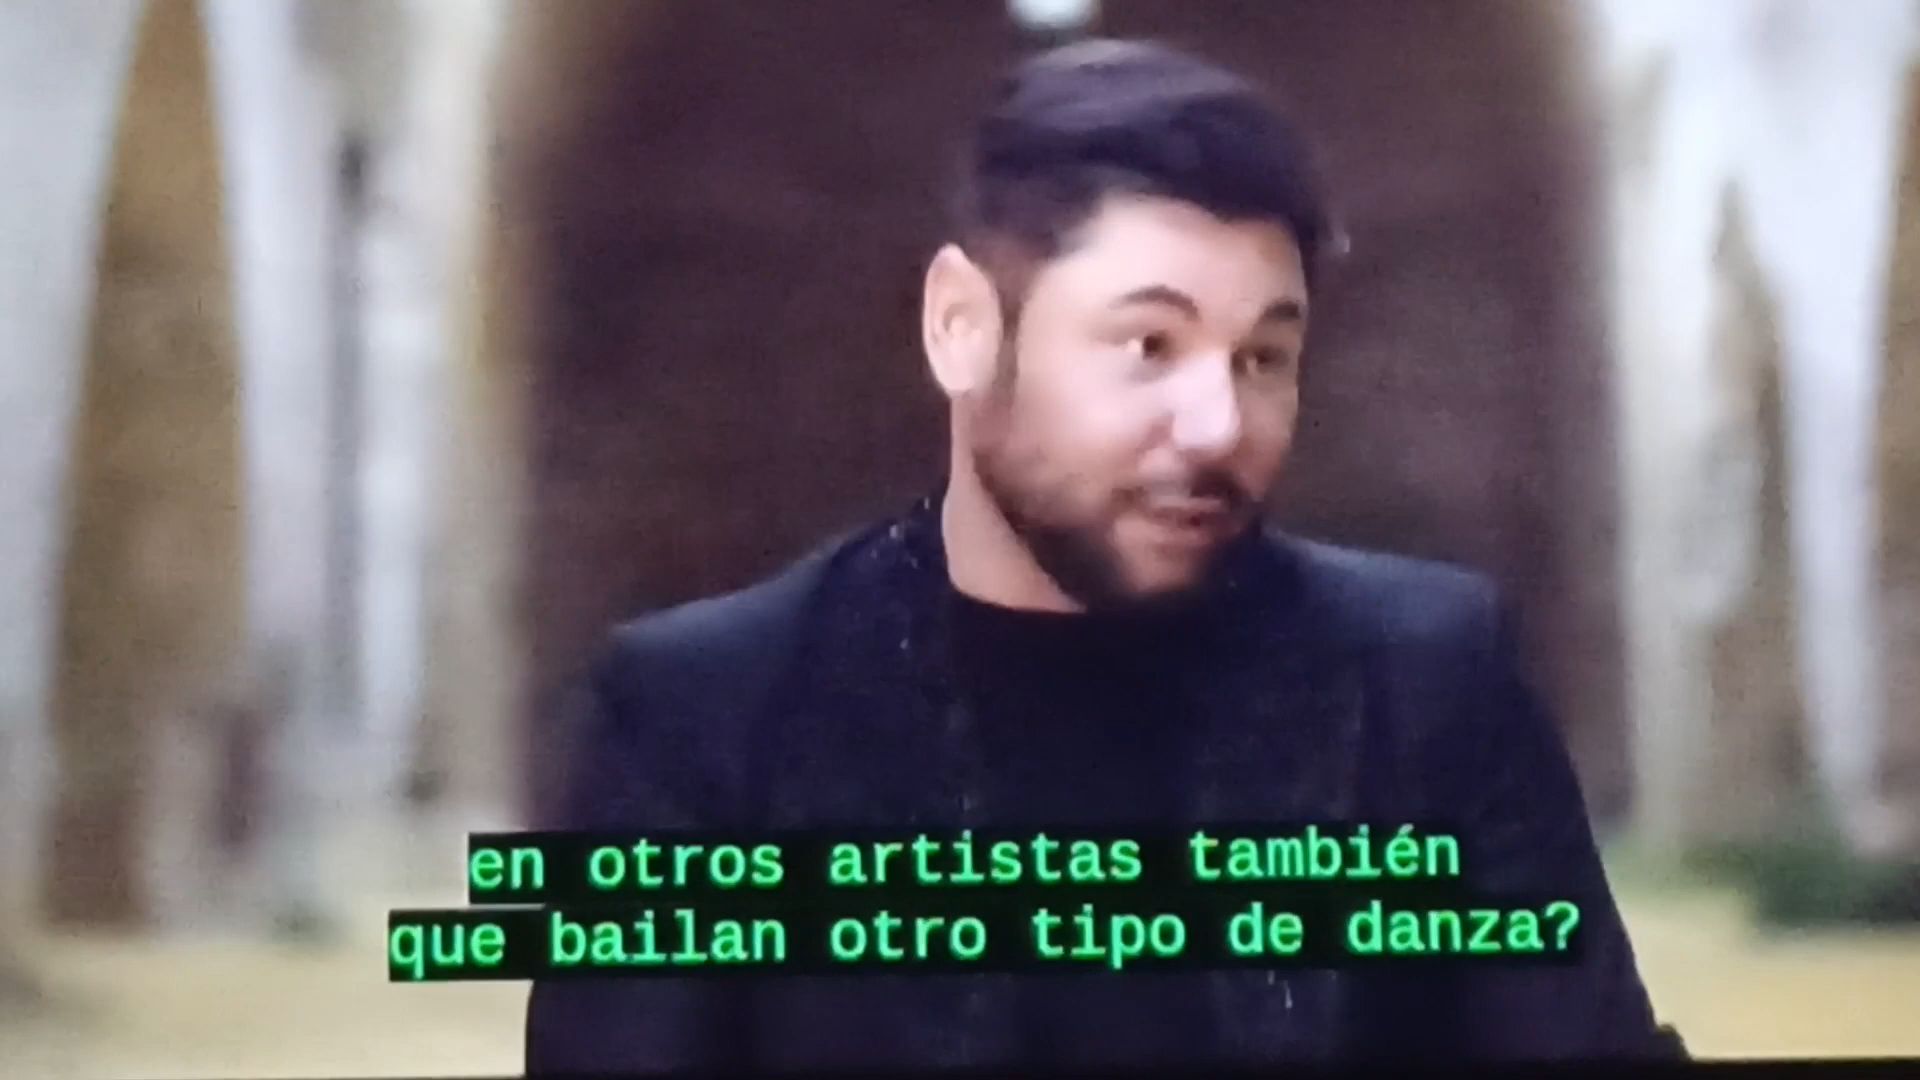 en otros artistas también
que bailan otro tipo de danza?